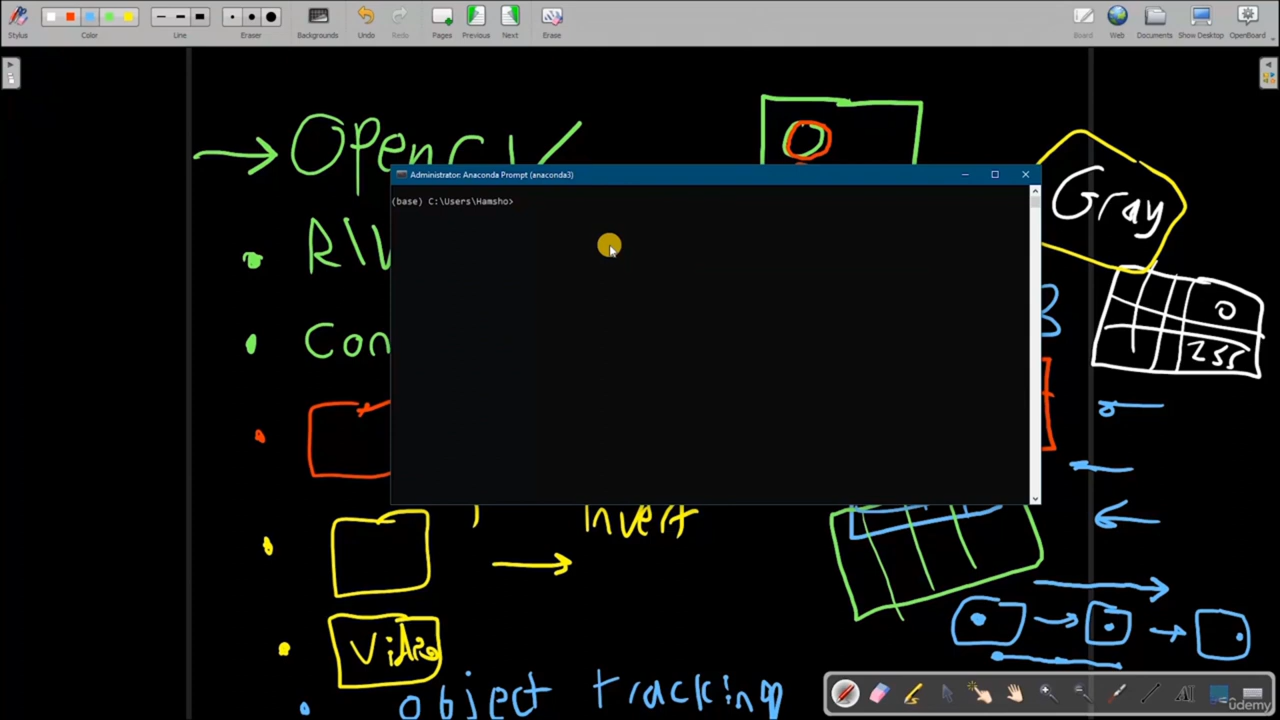 Stylus Color Line Eraser Backgrounds Undo Redo Pages Previous Next Erase Board Web Documents Show Desktop OpenBoard
OpenCV
Administrator: Anaconda Prompt (anaconda3)
(base) C:\Users\Hamsho>
Gray
R\W
0
Con
255
Invert
Video
object tracking
udemy